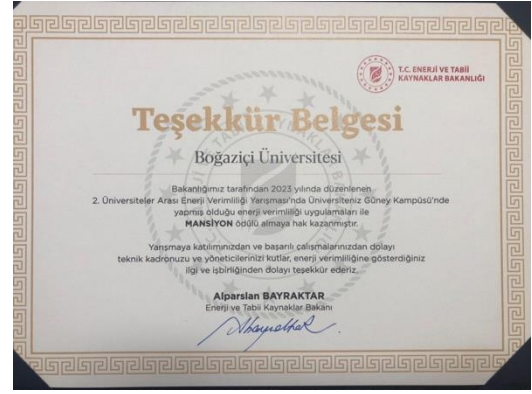 T.C. ENERJİ VE TABİİ
KAYNAKLAR BAKANLIĞI
Teşekkür Belgesi
Boğaziçi Üniversitesi
Bakanlığımız tarafından 2023 yılında düzenlenen
2. Üniversiteler Arası Enerji Verimliliği Yarışması'nda Üniversiteniz Güney Kampüsü'nde
yapmış olduğu enerji verimliliği uygulamaları ile
MANSİYON ödülü almaya hak kazanmıştır.
Yarışmaya katılımınızdan ve başarılı çalışmalarınızdan dolayı
teknik kadronuzu ve yöneticilerinizi kutlar, enerji verimliliğine gösterdiğiniz
ilgi ve işbirliğinden dolayı teşekkür ederiz.
Alparslan BAYRAKTAR
Enerji ve Tabii Kaynaklar Bakanı